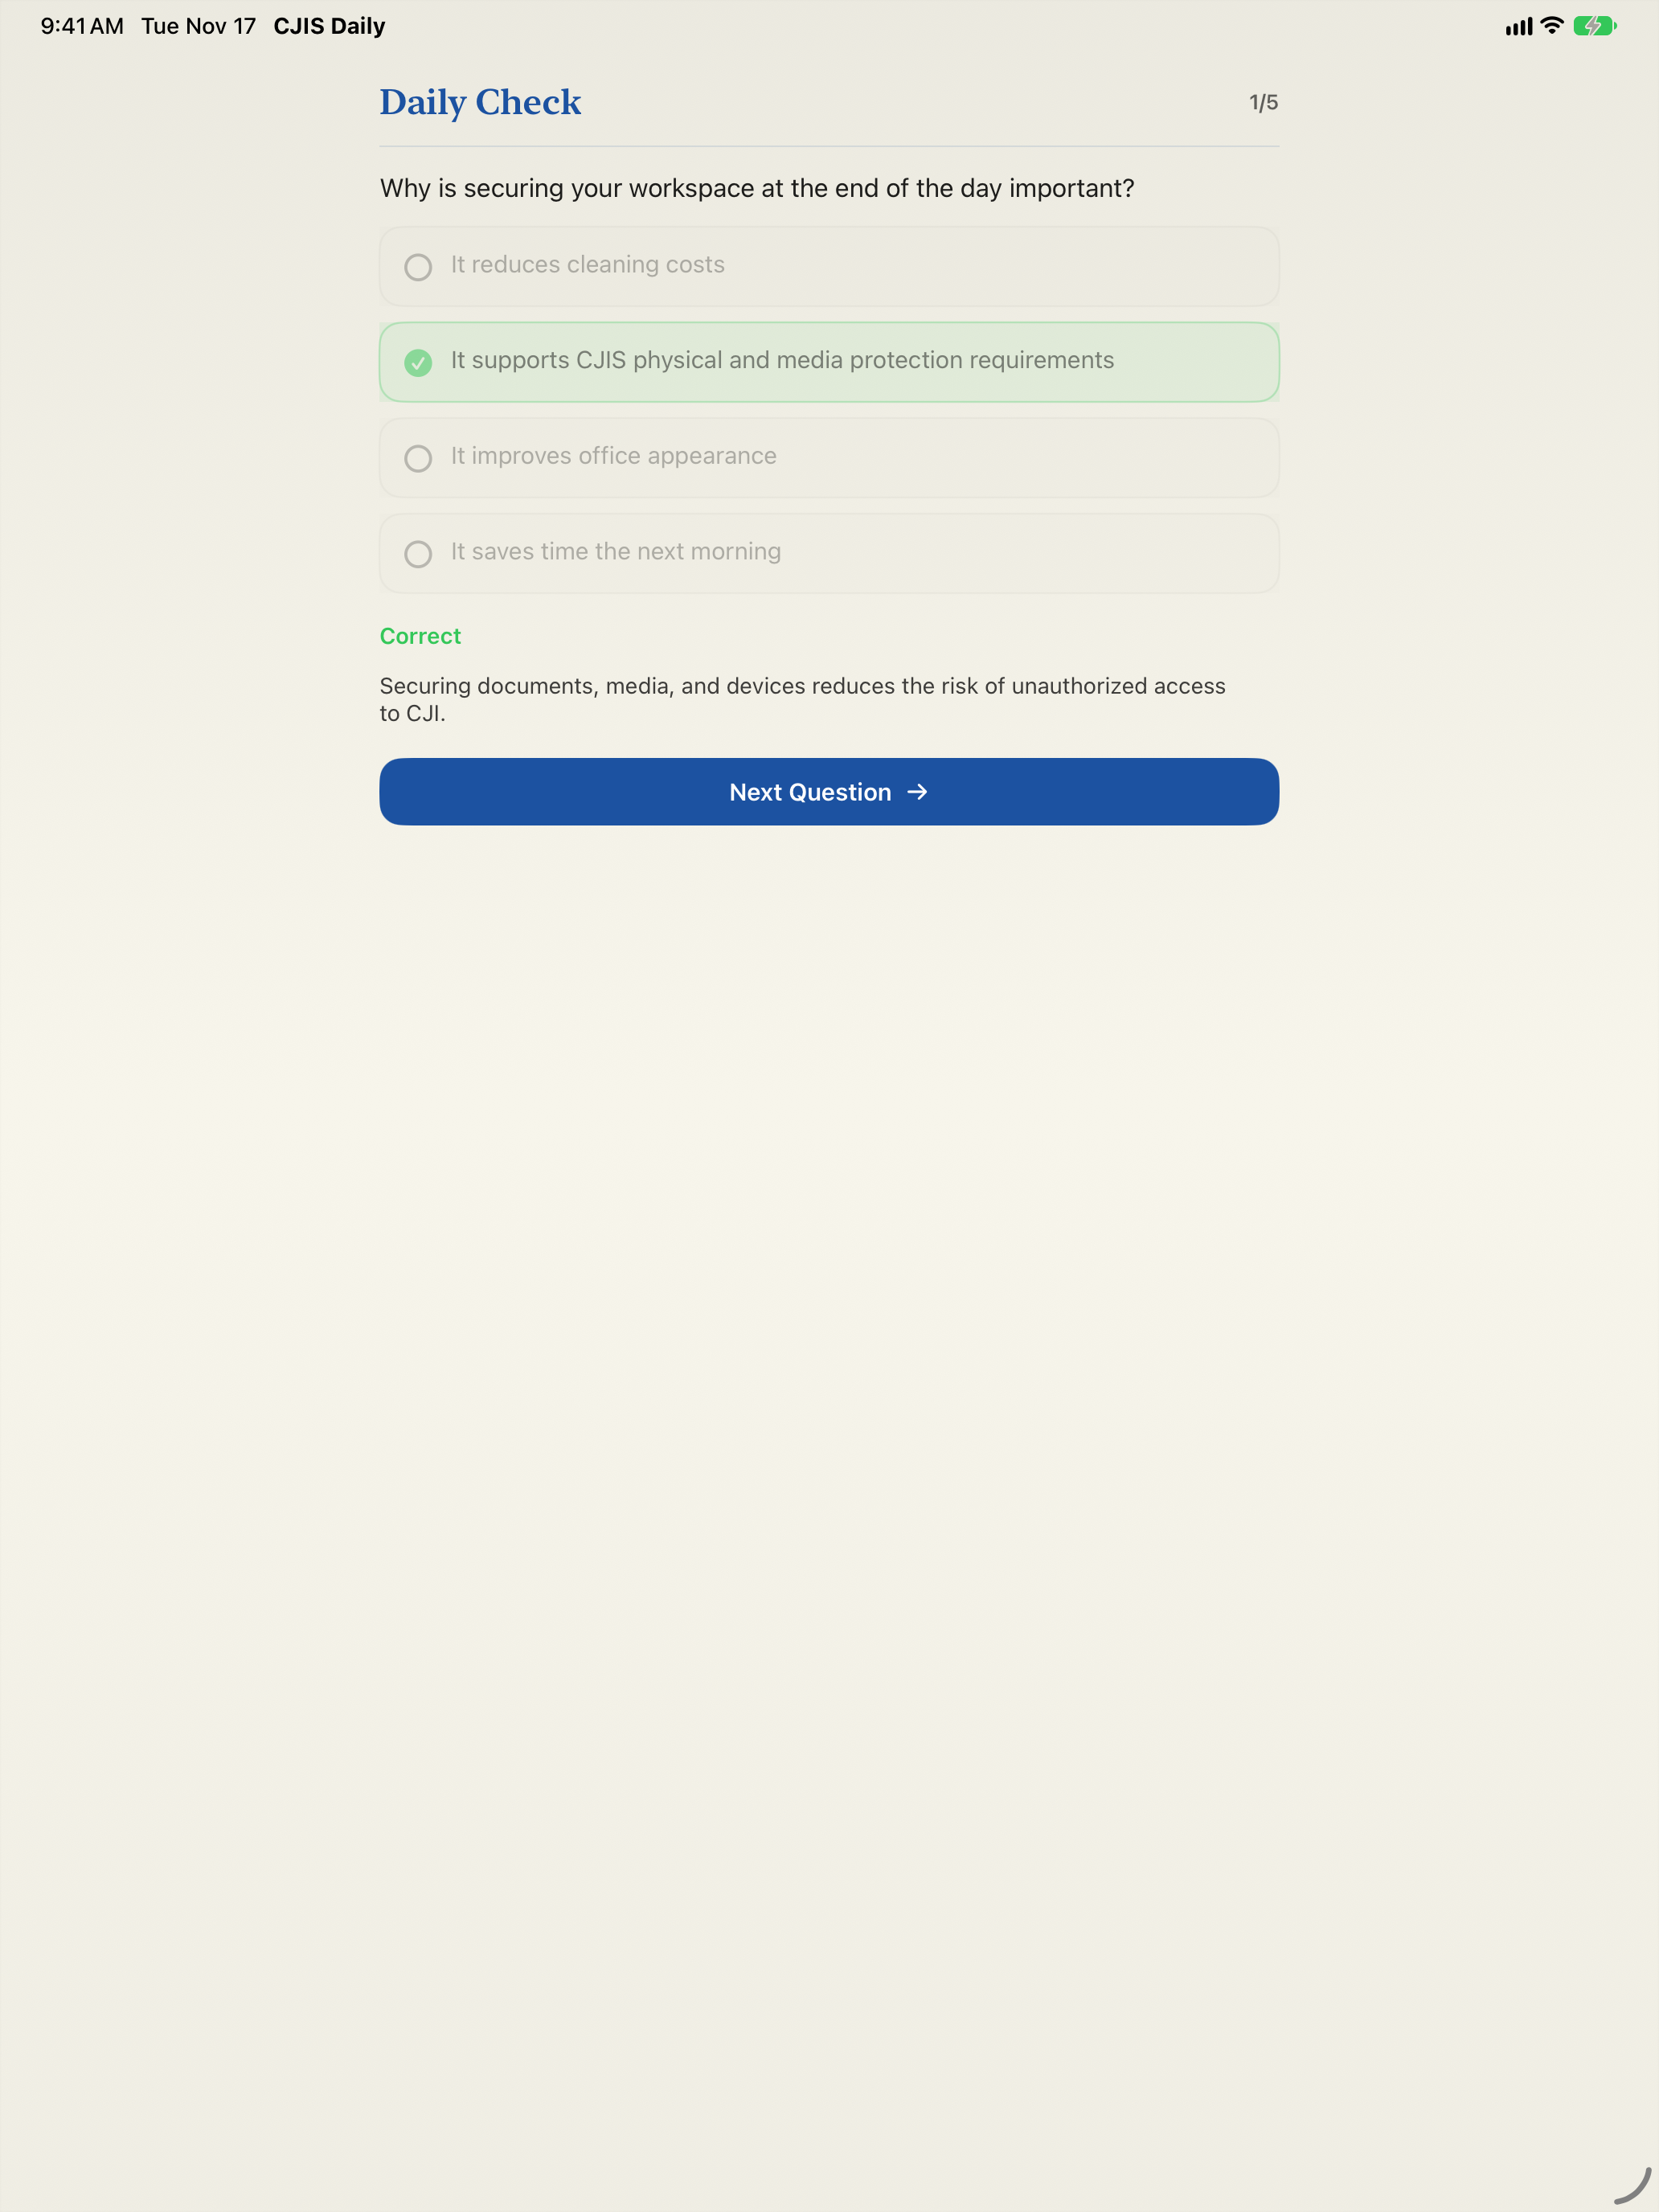 9:41 AM Tue Nov 17 CJIS Daily
Daily Check 1/5
Why is securing your workspace at the end of the day important?
It reduces cleaning costs
It supports CJIS physical and media protection requirements
It improves office appearance
It saves time the next morning
Correct
Securing documents, media, and devices reduces the risk of unauthorized access
to CJI.
Next Question →